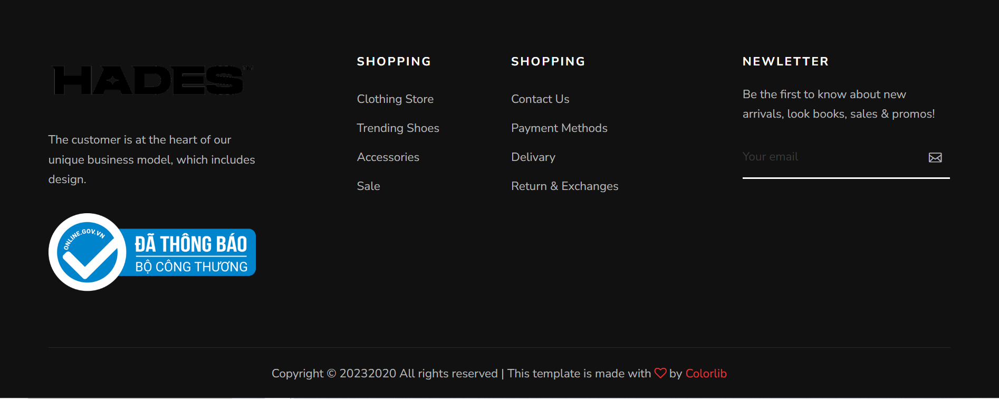 HADES™
The customer is at the heart of our
unique business model, which includes
design.
ONLINE.GOV.VN
ĐÃ THÔNG BÁO
BỘ CÔNG THƯƠNG
SHOPPING
Clothing Store
Trending Shoes
Accessories
Sale
SHOPPING
Contact Us
Payment Methods
Delivary
Return & Exchanges
NEWLETTER
Be the first to know about new
arrivals, look books, sales & promos!
Your email
Copyright © 20232020 All rights reserved | This template is made with by Colorlib